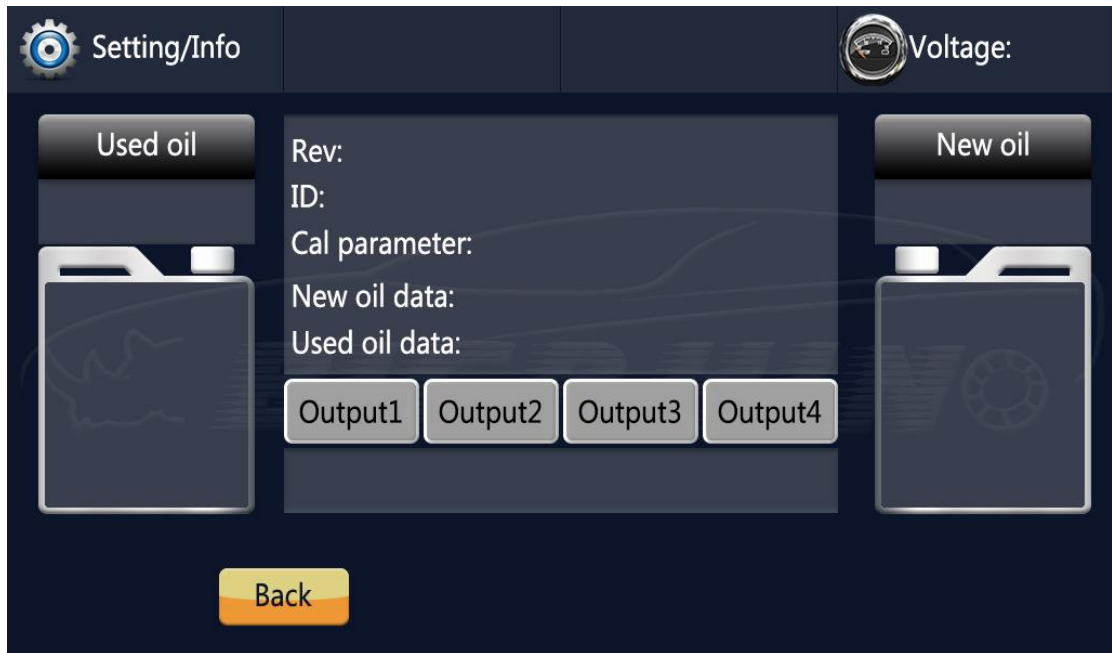 Setting/Info
Voltage:
Used oil
New oil
Rev:
ID:
Cal parameter:
New oil data:
Used oil data:
Output1 Output2 Output3 Output4
Back